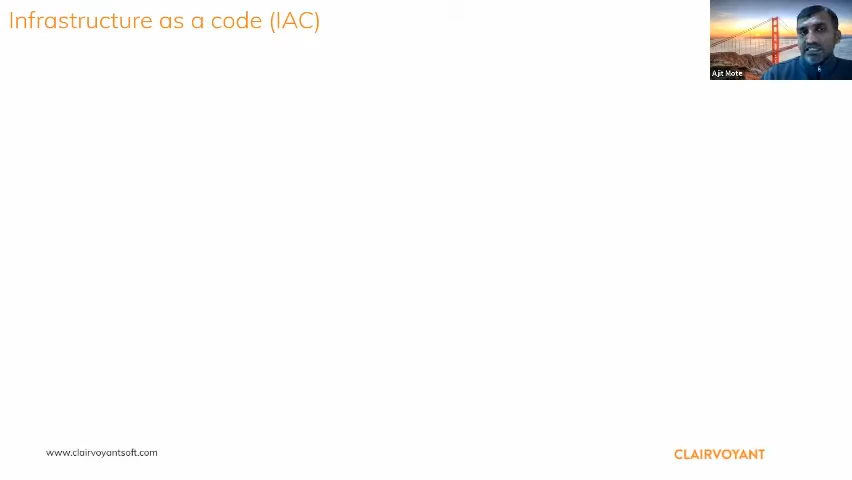 Infrastructure as a code (IAC)
Ajit Mote
www.clairvoyantsoft.com
CLAIRVOYANT